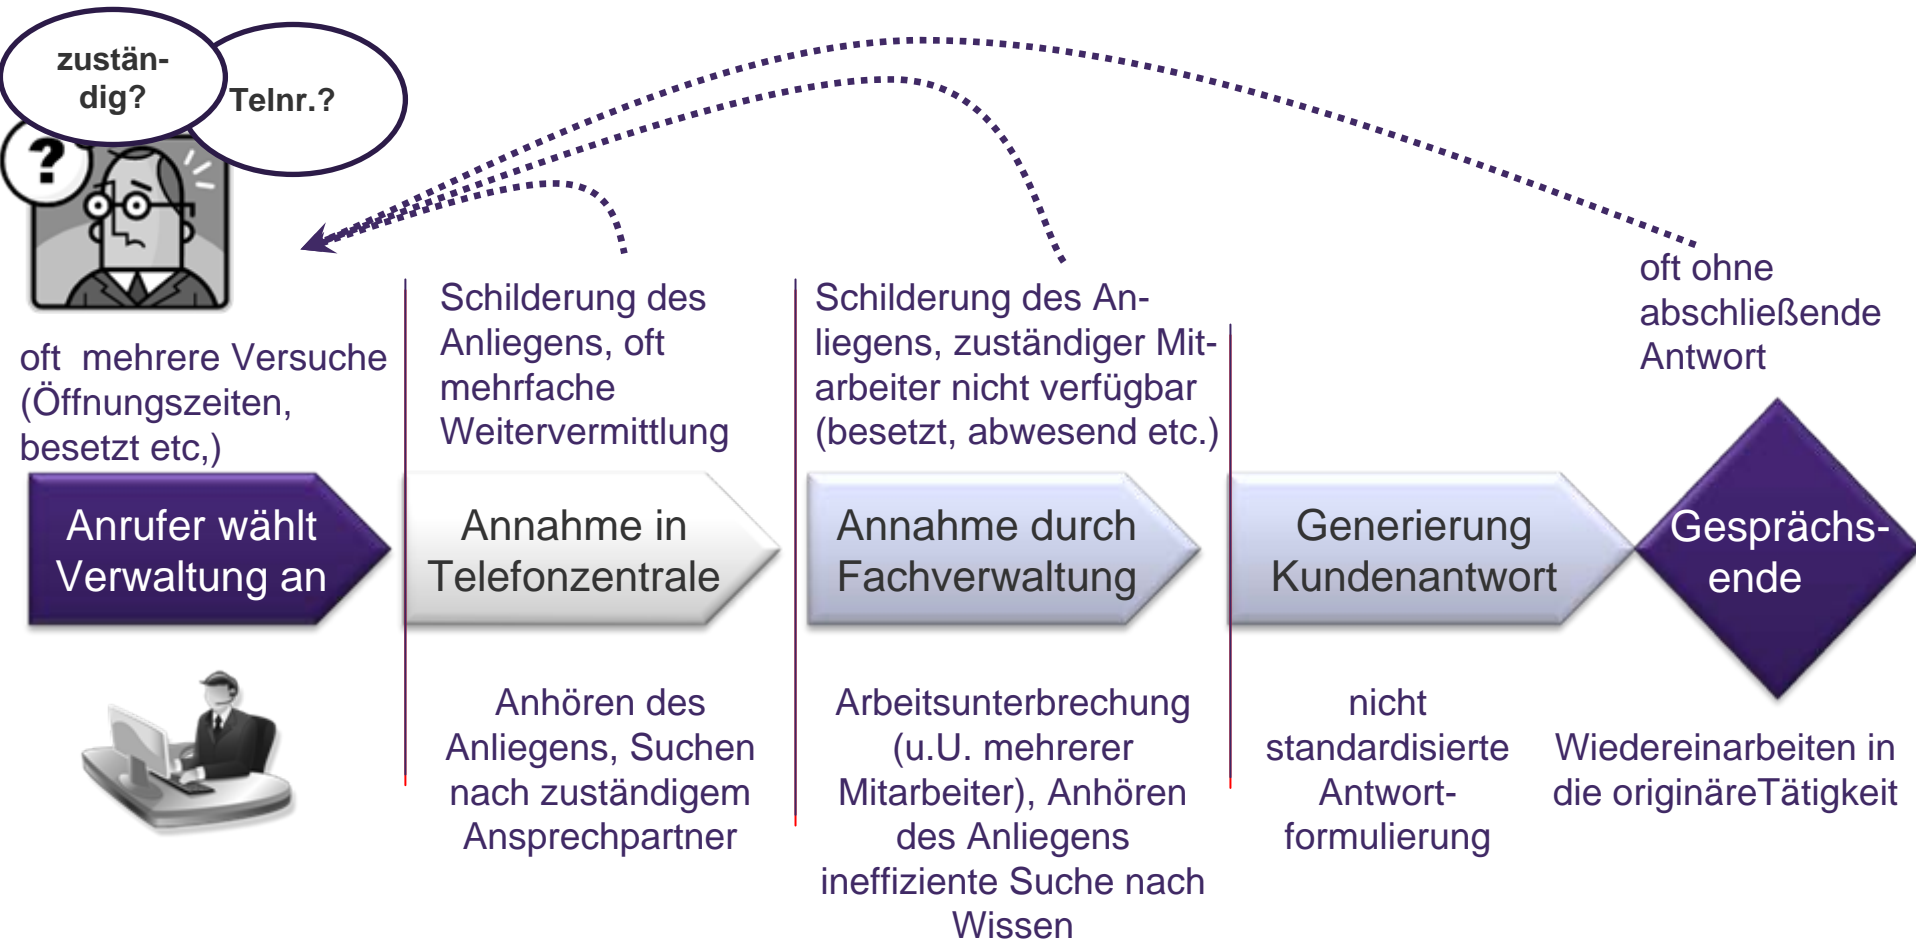 zustän-
dig?
Telnr.?
?
oft mehrere Versuche
(Öffnungszeiten,
besetzt etc,)
Schilderung des
Anliegens, oft
mehrfache
Weitervermittlung
Schilderung des An-
liegens, zuständiger Mit-
arbeiter nicht verfügbar
(besetzt, abwesend etc.)
oft ohne
abschließende
Antwort
Anrufer wählt
Verwaltung an
Annahme in
Telefonzentrale
Annahme durch
Fachverwaltung
Generierung
Kundenantwort
Gesprächs-
ende
Anhören des
Anliegens, Suchen
nach zuständigem
Ansprechpartner
Arbeitsunterbrechung
(u.U. mehrerer
Mitarbeiter), Anhören
des Anliegens
ineffiziente Suche nach
Wissen
nicht
standardisierte
Antwort-
formulierung
Wiedereinarbeiten in
die originäreTätigkeit